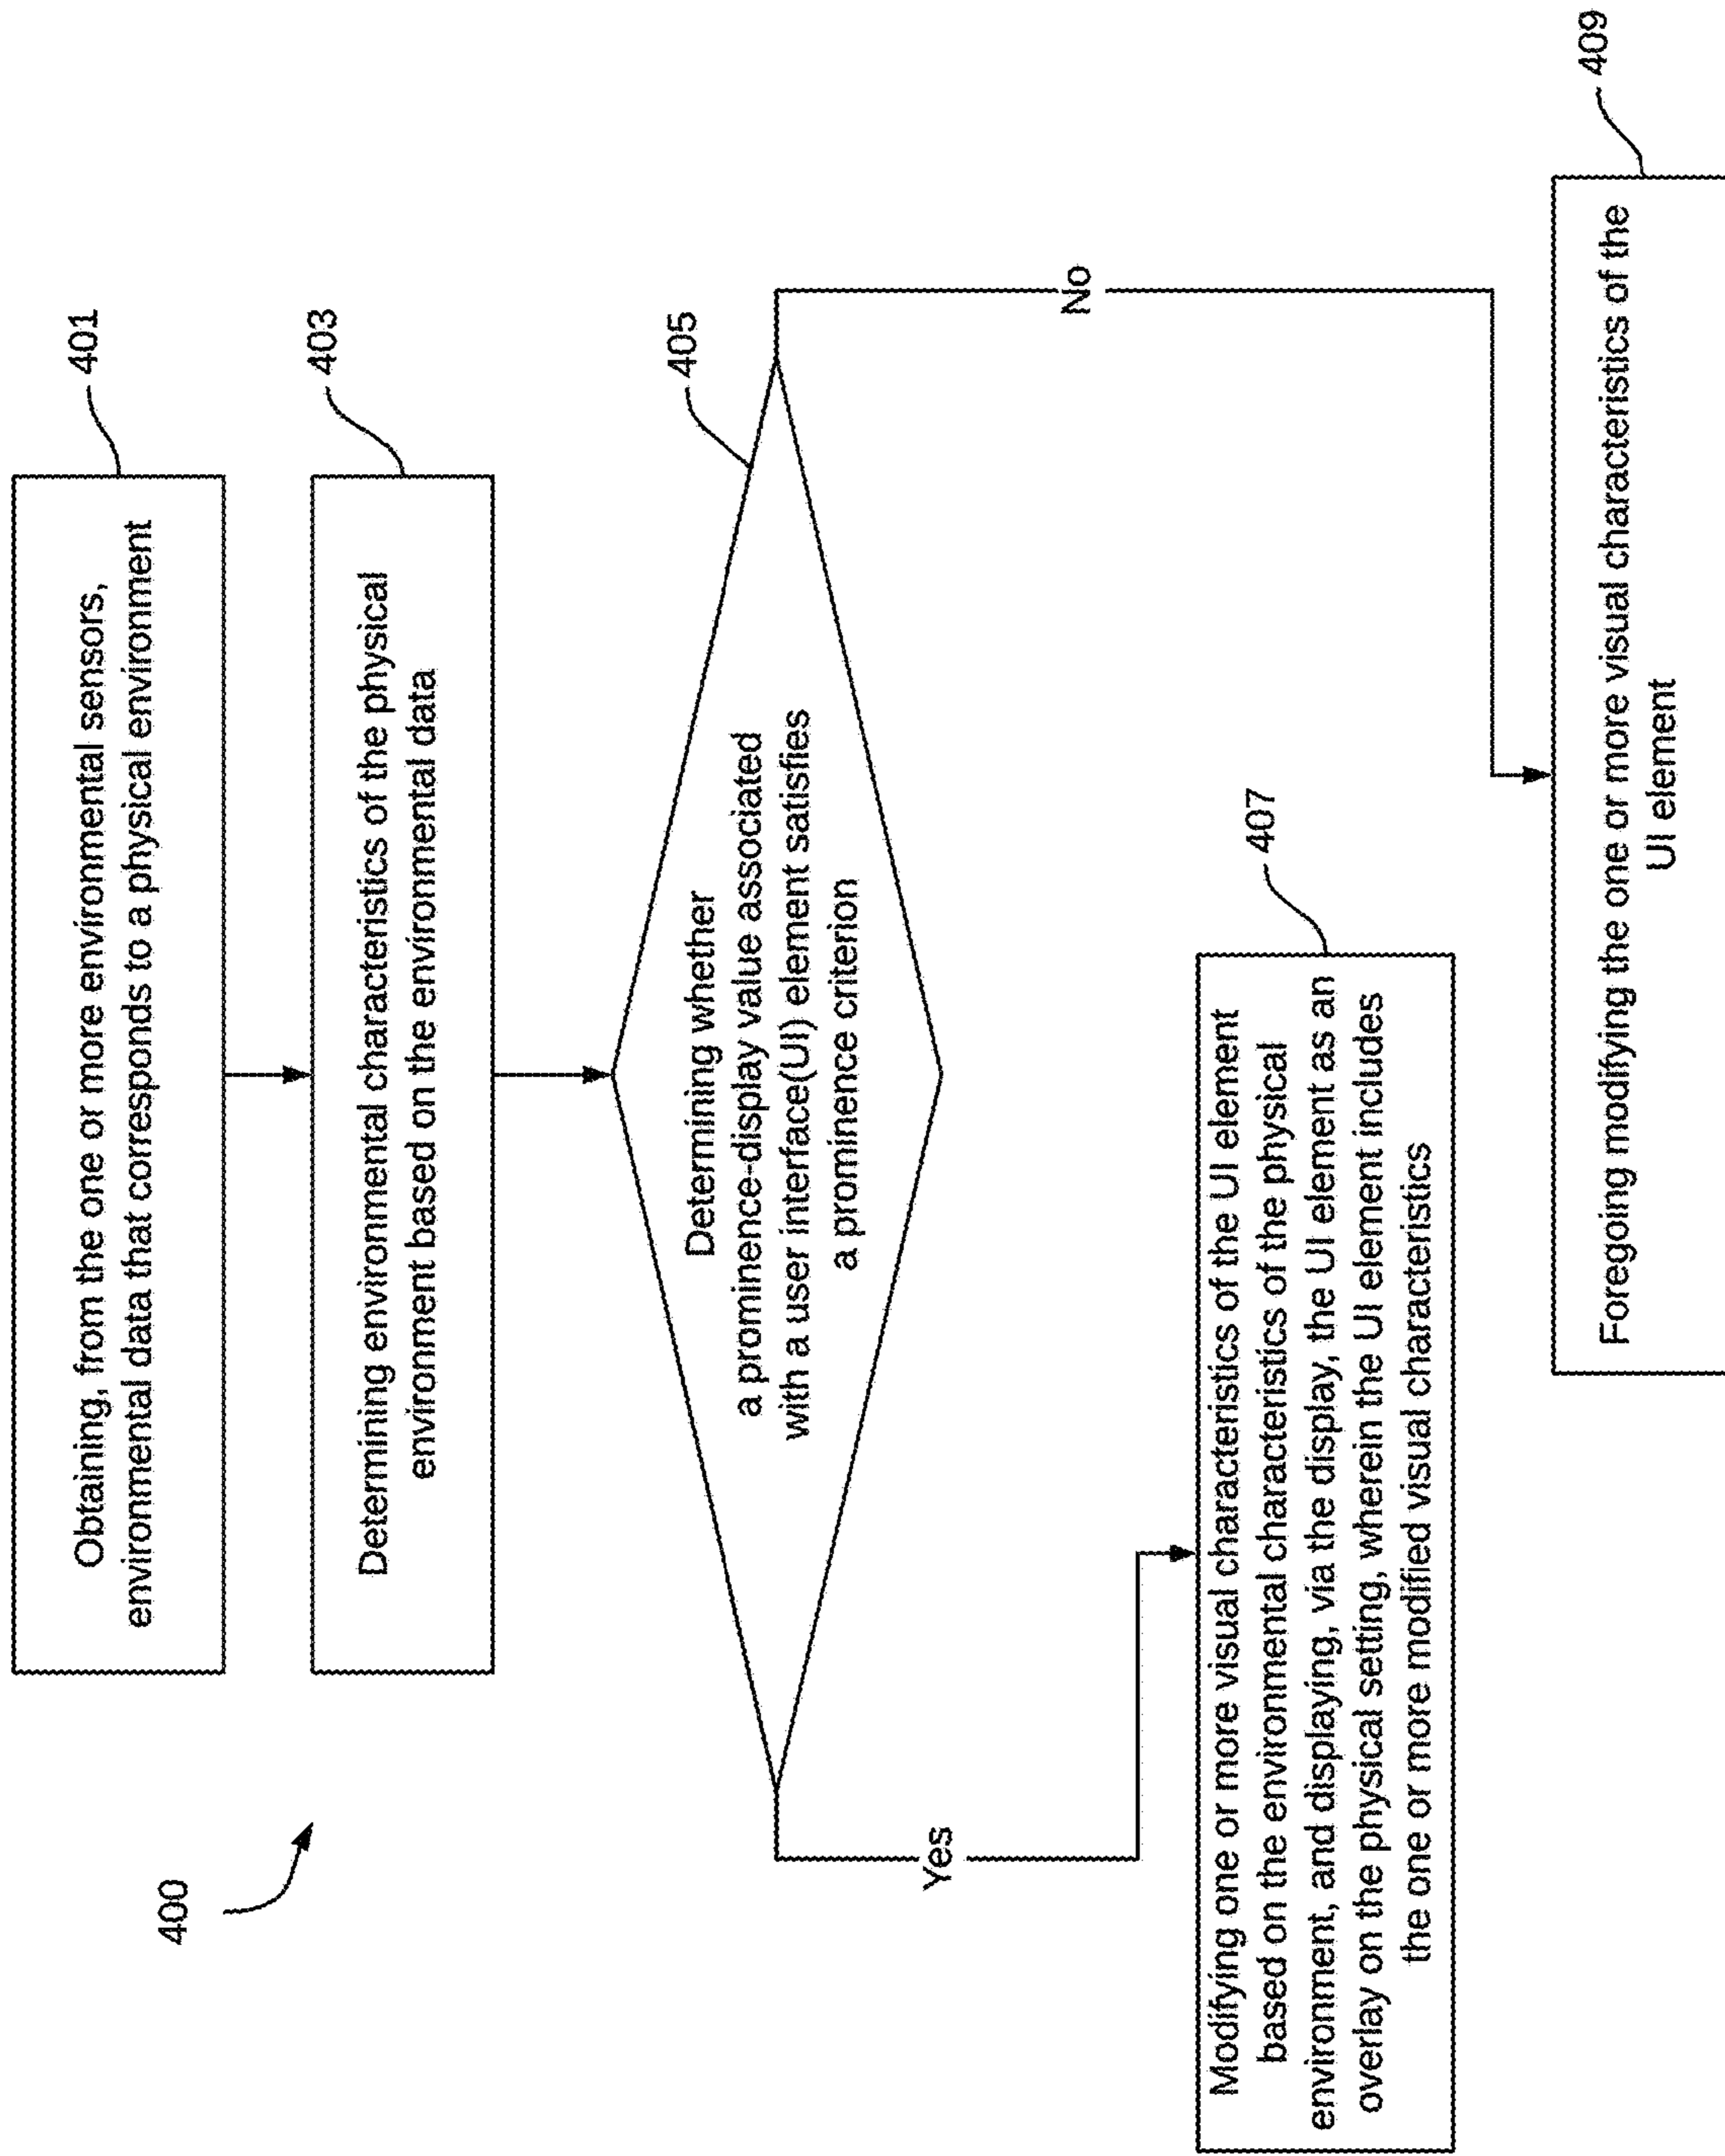 400
Obtaining, from the one or more environmental sensors,
environmental data that corresponds to a physical environment
401
Determining environmental characteristics of the physical
environment based on the environmental data
403
Determining whether
a prominence-display value associated
with a user interface(UI) element satisfies
a prominence criterion
405
Yes
No
Modifying one or more visual characteristics of the UI element
based on the environmental characteristics of the physical
environment, and displaying, via the display, the UI element as an
overlay on the physical setting, wherein the UI element includes
the one or more modified visual characteristics
407
Foregoing modifying the one or more visual characteristics of the
UI element
409